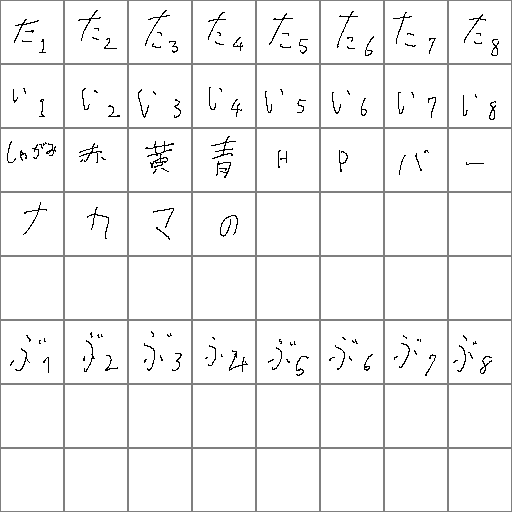 た1 た2 た3 た4 た5 た6 た7 た8
い1 い2 い3 い4 い5 い6 い7 い8
しゃがみ 赤 黄 青 H P バ ー
ナ カ マ の
ぶ1 ぶ2 ぶ3 ぶ4 ぶ5 ぶ6 ぶ7 ぶ8